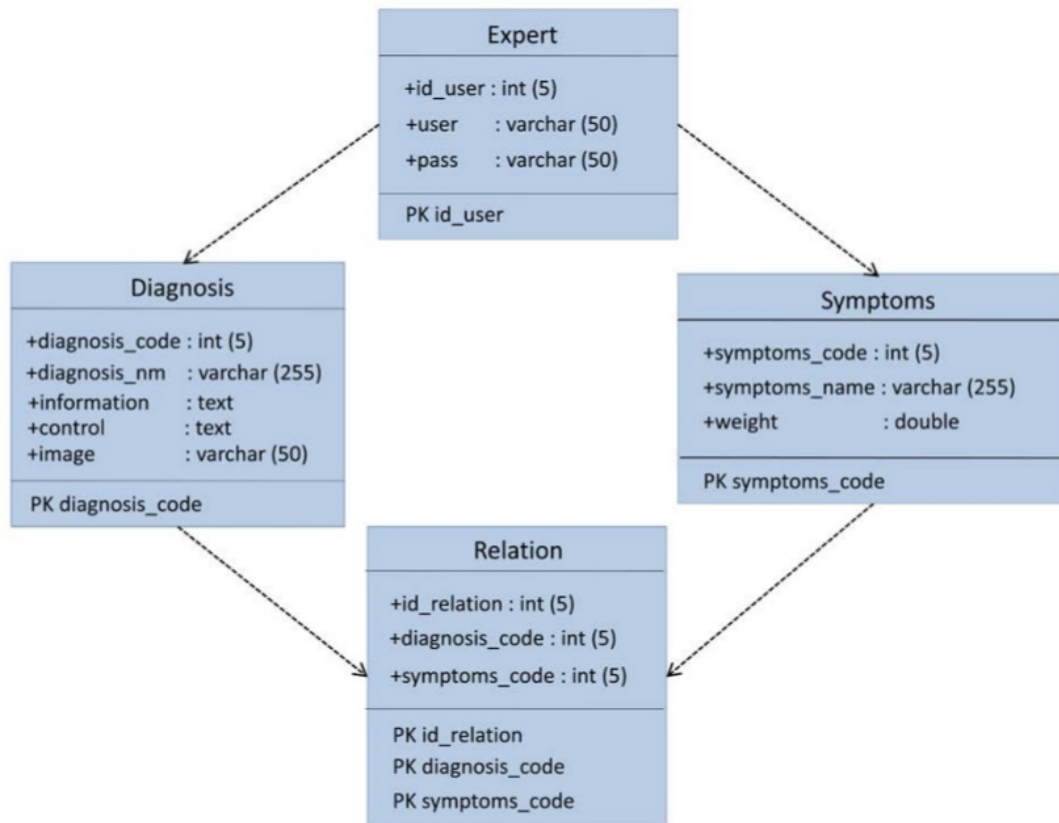 Expert
+id_user : int (5)
+user : varchar (50)
+pass : varchar (50)
PK id_user
Diagnosis
+diagnosis_code : int (5)
+diagnosis_nm : varchar (255)
+information : text
+control : text
+image : varchar (50)
PK diagnosis_code
Symptoms
+symptoms_code : int (5)
+symptoms_name : varchar (255)
+weight : double
PK symptoms_code
Relation
+id_relation : int (5)
+diagnosis_code : int (5)
+symptoms_code : int (5)
PK id_relation
PK diagnosis_code
PK symptoms_code